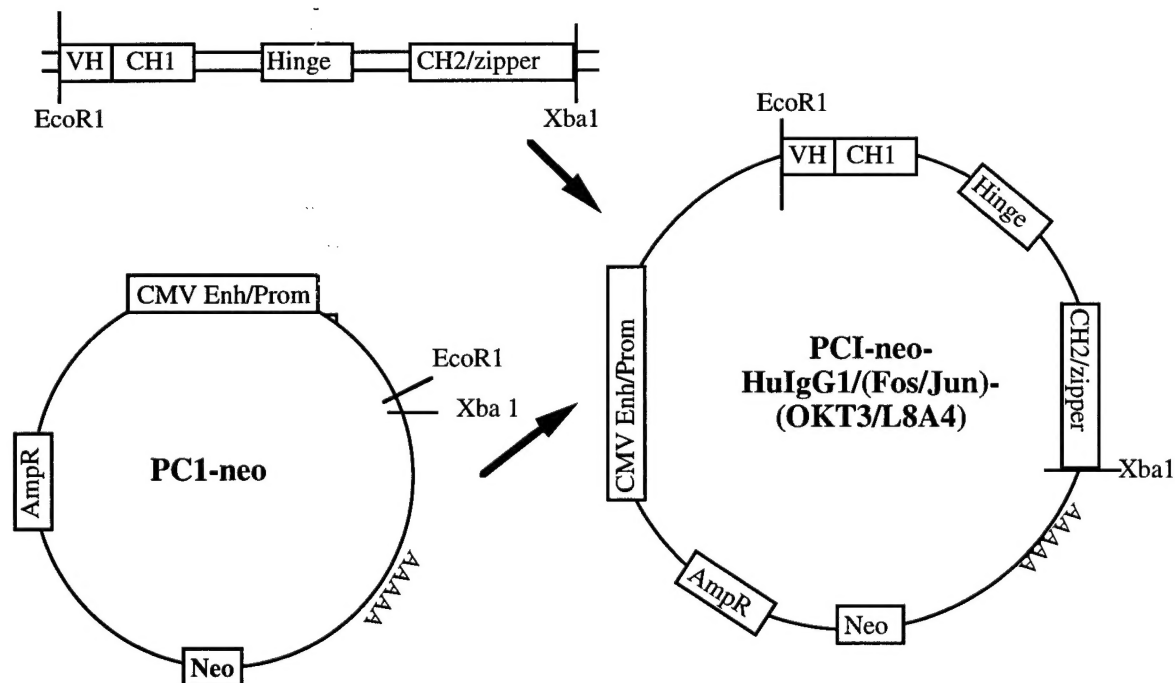 VH CH1 Hinge CH2/zipper
EcoR1 Xba1
CMV Enh/Prom
EcoR1
Xba 1
PC1-neo
AmpR
AAAAA
Neo
EcoR1
VH CH1
Hinge
CH2/zipper
CMV Enh/Prom
PCI-neo-
HuIgG1/(Fos/Jun)-
(OKT3/L8A4)
Xba1
AAAAA
AmpR
Neo